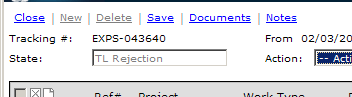 Close | New | Delete | Save | Documents | Notes
Tracking #: EXPS-043640 From 02/03/20
State: TL Rejection Action: -- Acti
Ref# Project Work Type